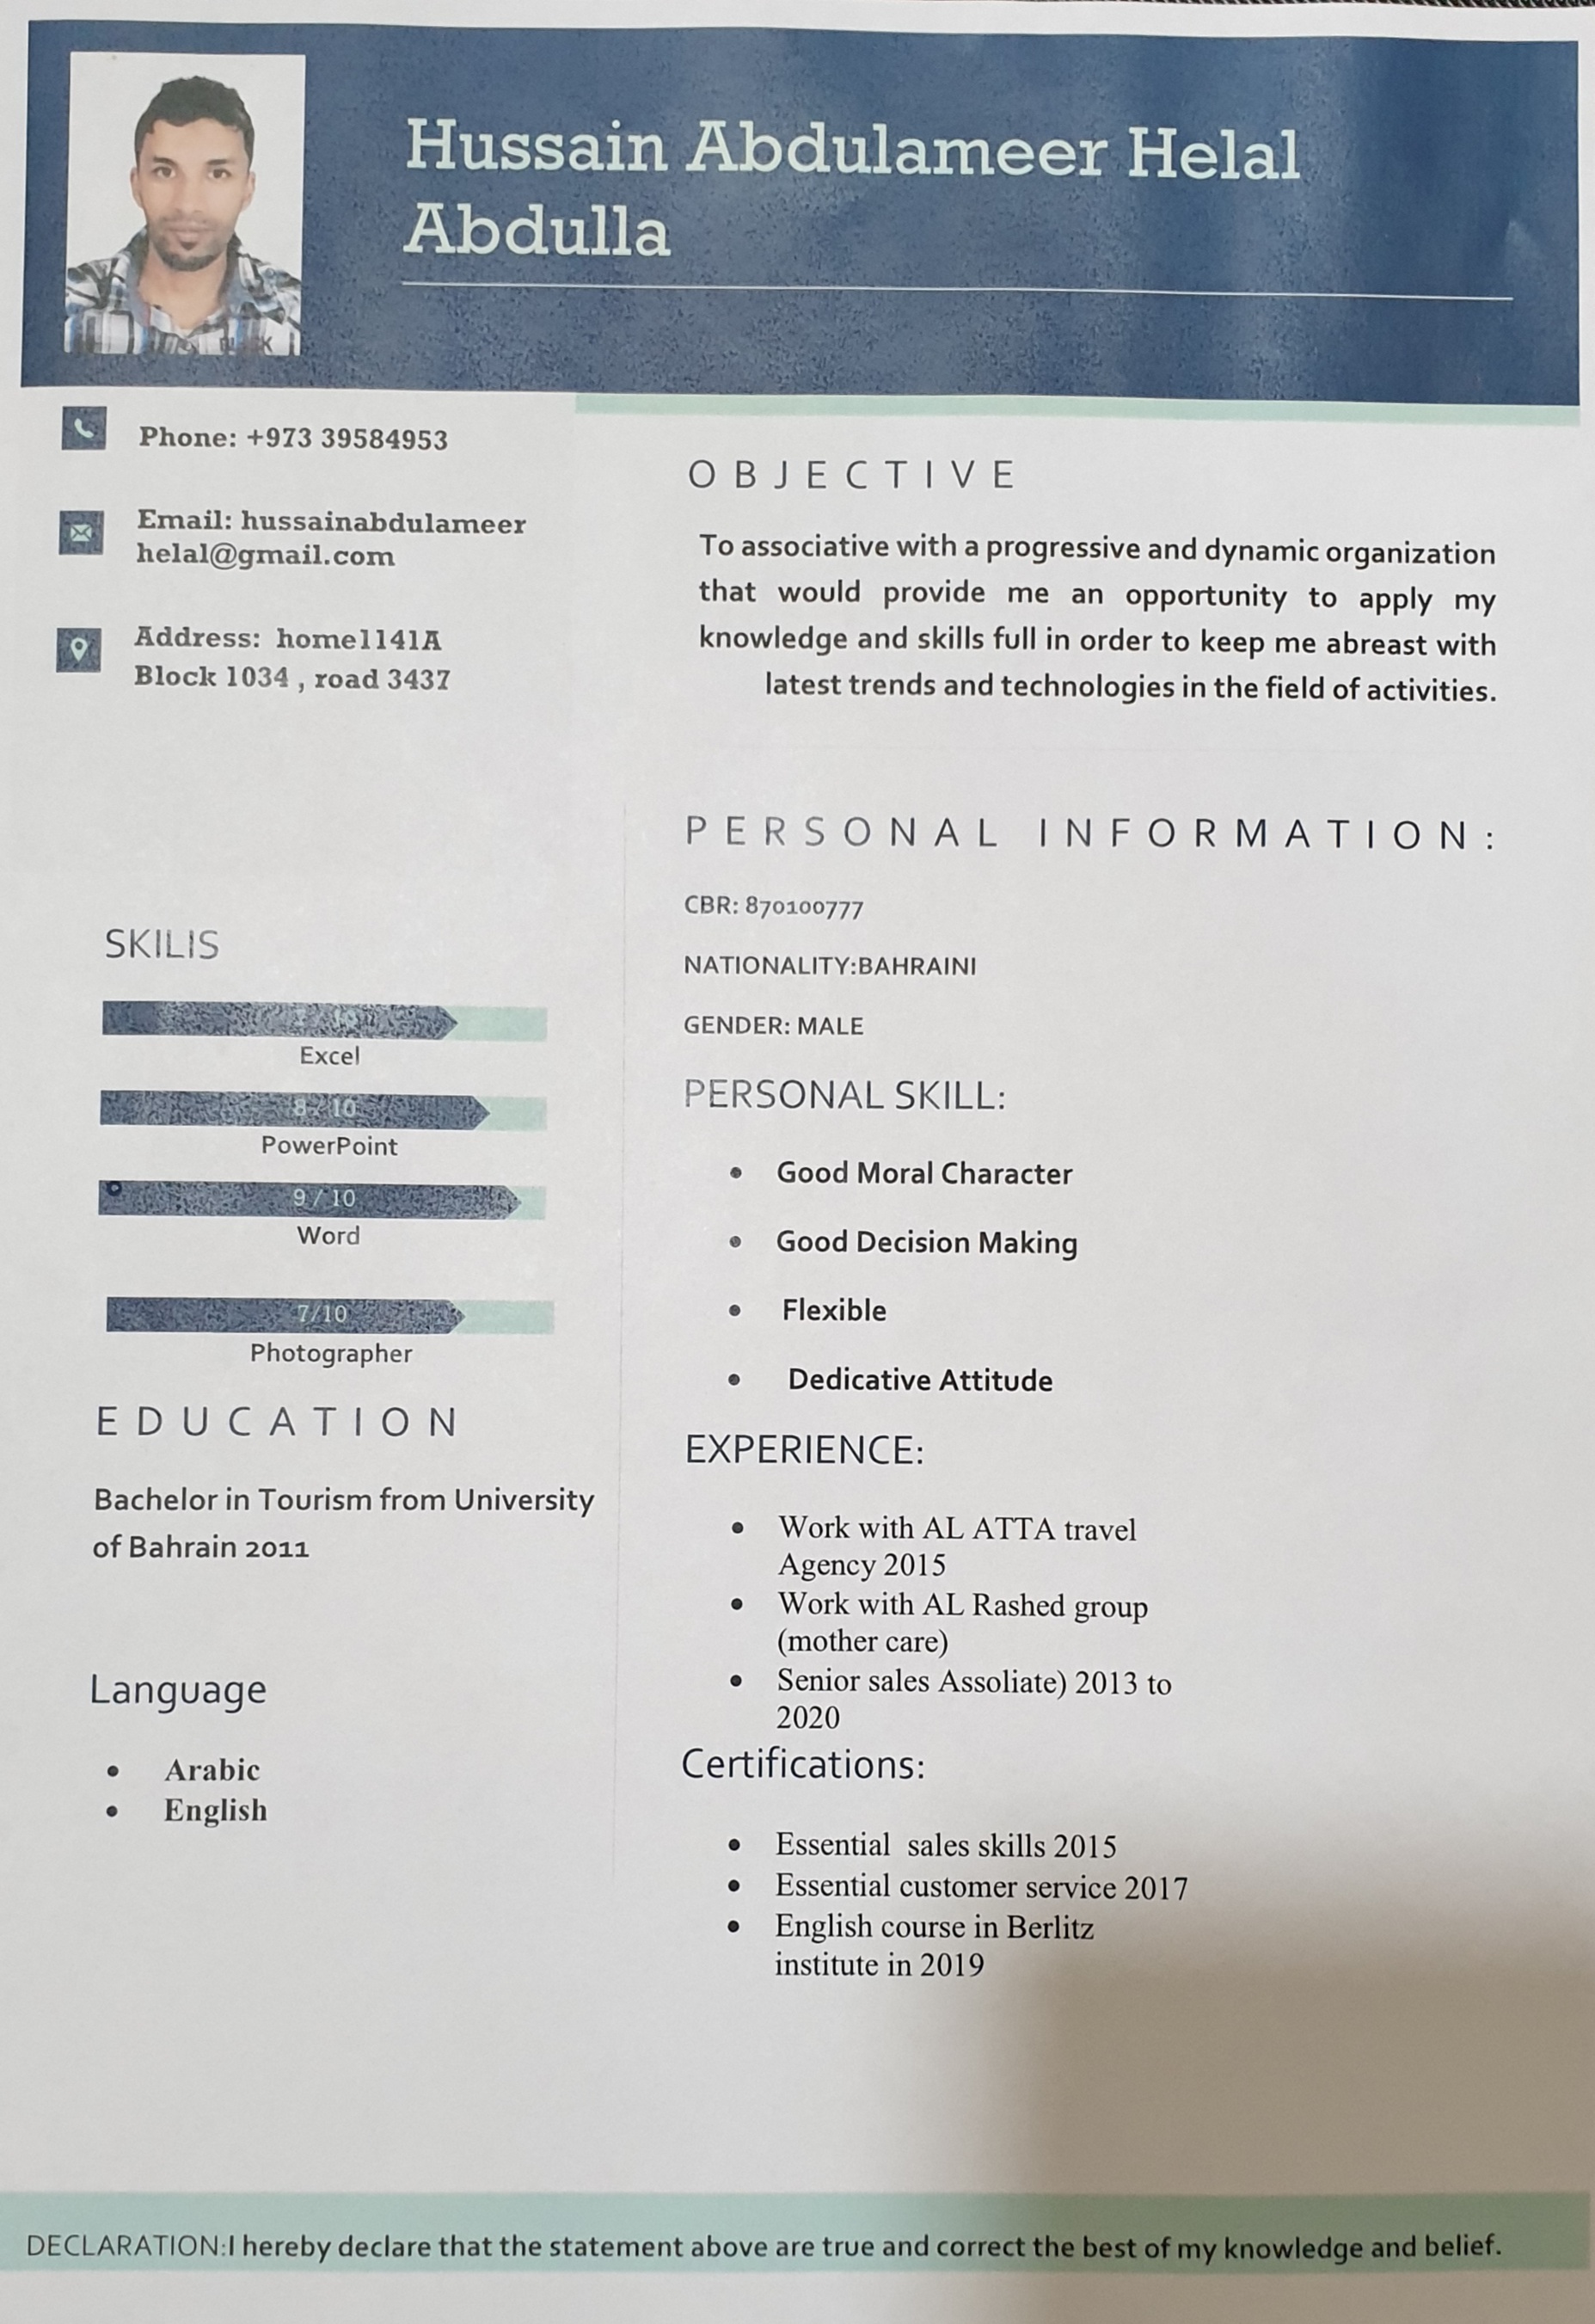 Hussain Abdulameer Helal
Abdulla
Phone: +973 39584953
Email: hussainabdulameer
helal@gmail.com
Address: home1141A
Block 1034 , road 3437
SKILIS
Excel
8 / 10
PowerPoint
9 / 10
Word
7/10
Photographer
EDUCATION
Bachelor in Tourism from University
of Bahrain 2011
Language
• Arabic
• English
OBJECTIVE
To associative with a progressive and dynamic organization
that would provide me an opportunity to apply my
knowledge and skills full in order to keep me abreast with
latest trends and technologies in the field of activities.
PERSONAL INFORMATION:
CBR: 870100777
NATIONALITY:BAHRAINI
GENDER: MALE
PERSONAL SKILL:
• Good Moral Character
• Good Decision Making
• Flexible
• Dedicative Attitude
EXPERIENCE:
• Work with AL ATTA travel
Agency 2015
• Work with AL Rashed group
(mother care)
• Senior sales Assoliate) 2013 to
2020
Certifications:
• Essential sales skills 2015
• Essential customer service 2017
• English course in Berlitz
institute in 2019
DECLARATION:I hereby declare that the statement above are true and correct the best of my knowledge and belief.